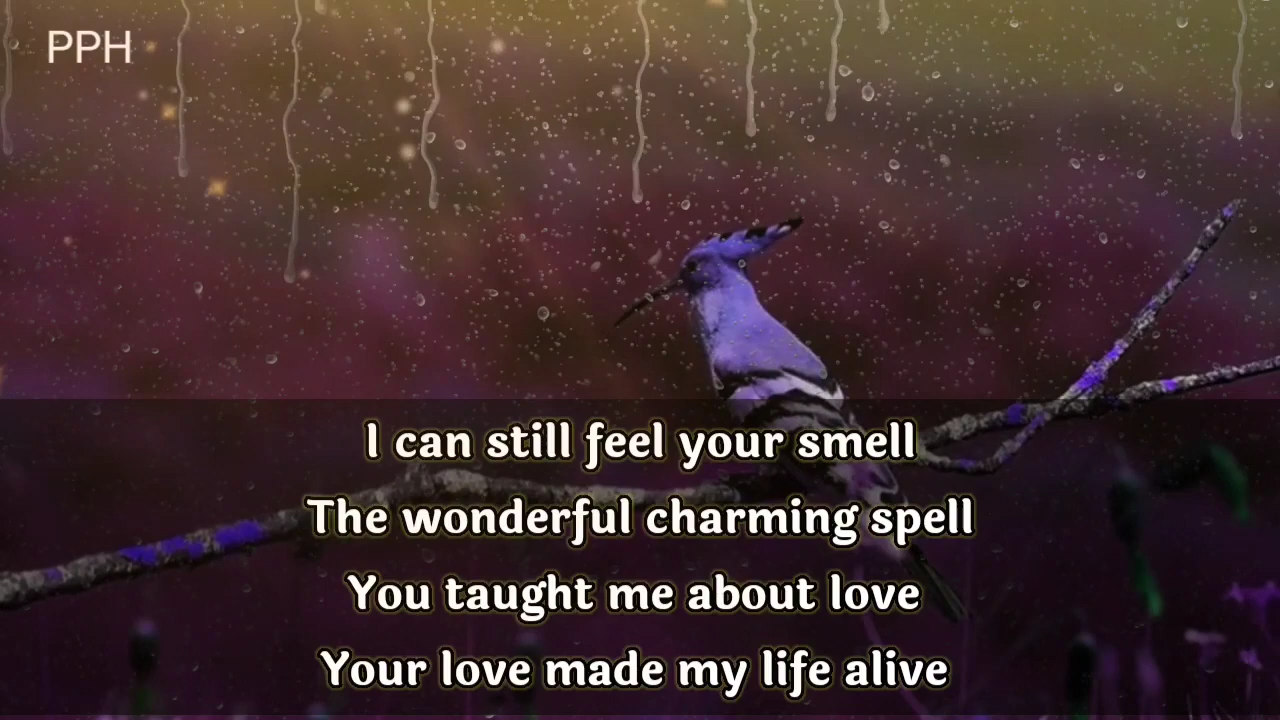 PPH
I can still feel your smell
The wonderful charming spell
You taught me about love
Your love made my life alive